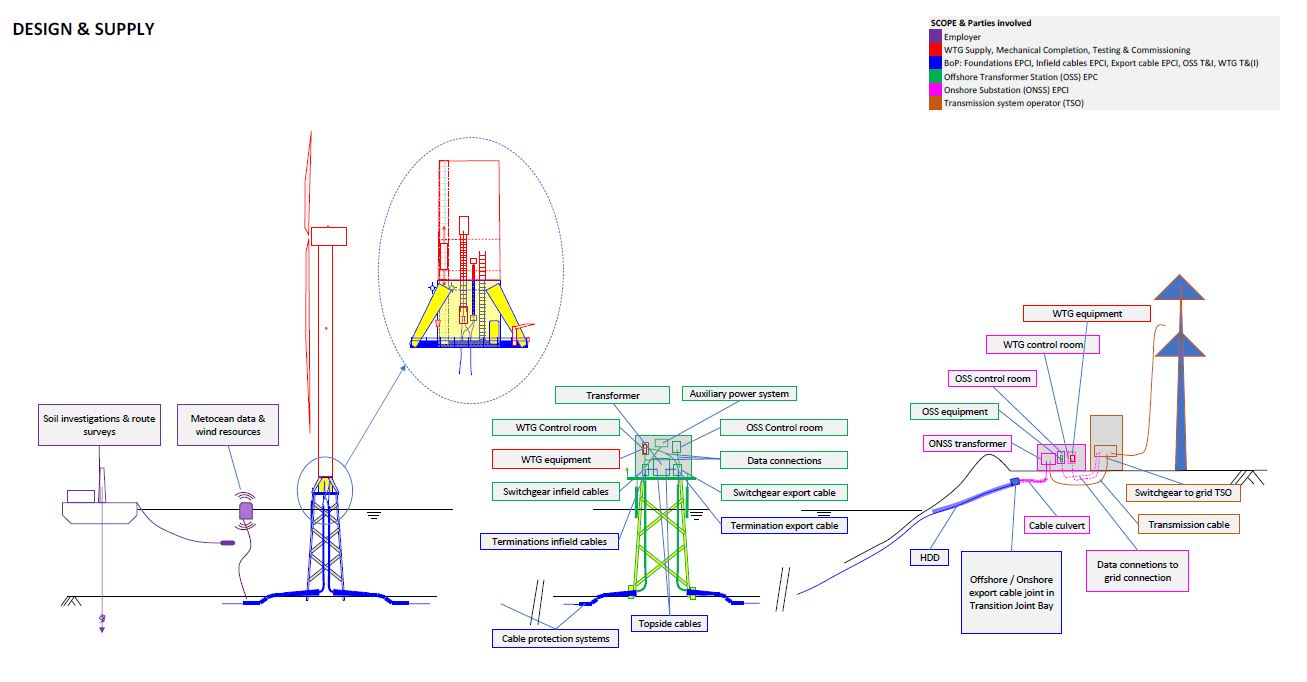 DESIGN & SUPPLY
SCOPE & Parties involved
Employer
WTG Supply, Mechanical Completion, Testing & Commissioning
BoP: Foundations EPCI, Infield cables EPCI, Export cable EPCI, OSS T&I, WTG T&(I)
Offshore Transformer Station (OSS) EPC
Onshore Substation (ONSS) EPCI
Transmission system operator (TSO)
Soil investigations & route
surveys
Metocean data &
wind resources
Transformer
Auxiliary power system
WTG Control room
OSS Control room
WTG equipment
Data connections
Switchgear infield cables
Switchgear export cable
Termination export cable
Terminations infield cables
Topside cables
Cable protection systems
WTG equipment
WTG control room
OSS control room
OSS equipment
ONSS transformer
Switchgear to grid TSO
Cable culvert
Transmission cable
HDD
Offshore / Onshore
export cable joint in
Transition Joint Bay
Data connetions to
grid connection